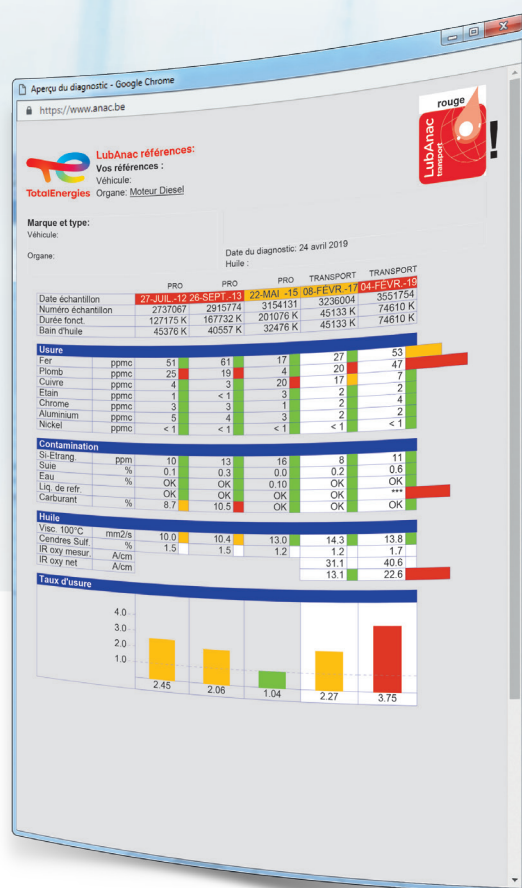 Aperçu du diagnostic - Google Chrome
https://www.anac.be
rouge
LubAnac
transport
!
TotalEnergies
LubAnac références:
Vos références :
Véhicule:
Organe: Moteur Diesel
Marque et type:
Véhicule:
Organe:
Date du diagnostic: 24 avril 2019
Huile :
PRO PRO PRO TRANSPORT TRANSPORT
Date échantillon 27-JUIL.-12 26-SEPT.-13 22-MAI -15 08-FÉVR.-17 04-FÉVR.-19
Numéro échantillon 2737067 2915774 3154131 3236004 3551754
Durée fonct. 127175 K 167732 K 201076 K 45133 K 74610 K
Bain d'huile 45376 K 40557 K 32476 K 45133 K 74610 K
Usure
Fer ppmc 51 61 17 27 53
Plomb ppmc 25 19 4 20 47
Cuivre ppmc 4 3 20 17 7
Etain ppmc 1 < 1 3 2 2
Chrome ppmc 3 3 1 2 4
Aluminium ppmc 5 4 3 2 2
Nickel ppmc < 1 < 1 < 1 < 1 < 1
Contamination
Si-Etrang. ppm 10 13 16 8 11
Suie % 0.1 0.3 0.0 0.2 0.6
Eau % OK OK 0.10 OK OK
Liq. de refr. OK OK OK OK ***
Carburant % 8.7 10.5 OK OK OK
Huile
Visc. 100°C mm2/s 10.0 10.4 13.0 14.3 13.8
Cendres Sulf. % 1.5 1.5 1.2 1.2 1.7
IR oxy mesur. A/cm 31.1 40.6
IR oxy net A/cm 13.1 22.6
Taux d'usure
4.0
3.0
2.0
1.0
2.45 2.06 1.04 2.27 3.75